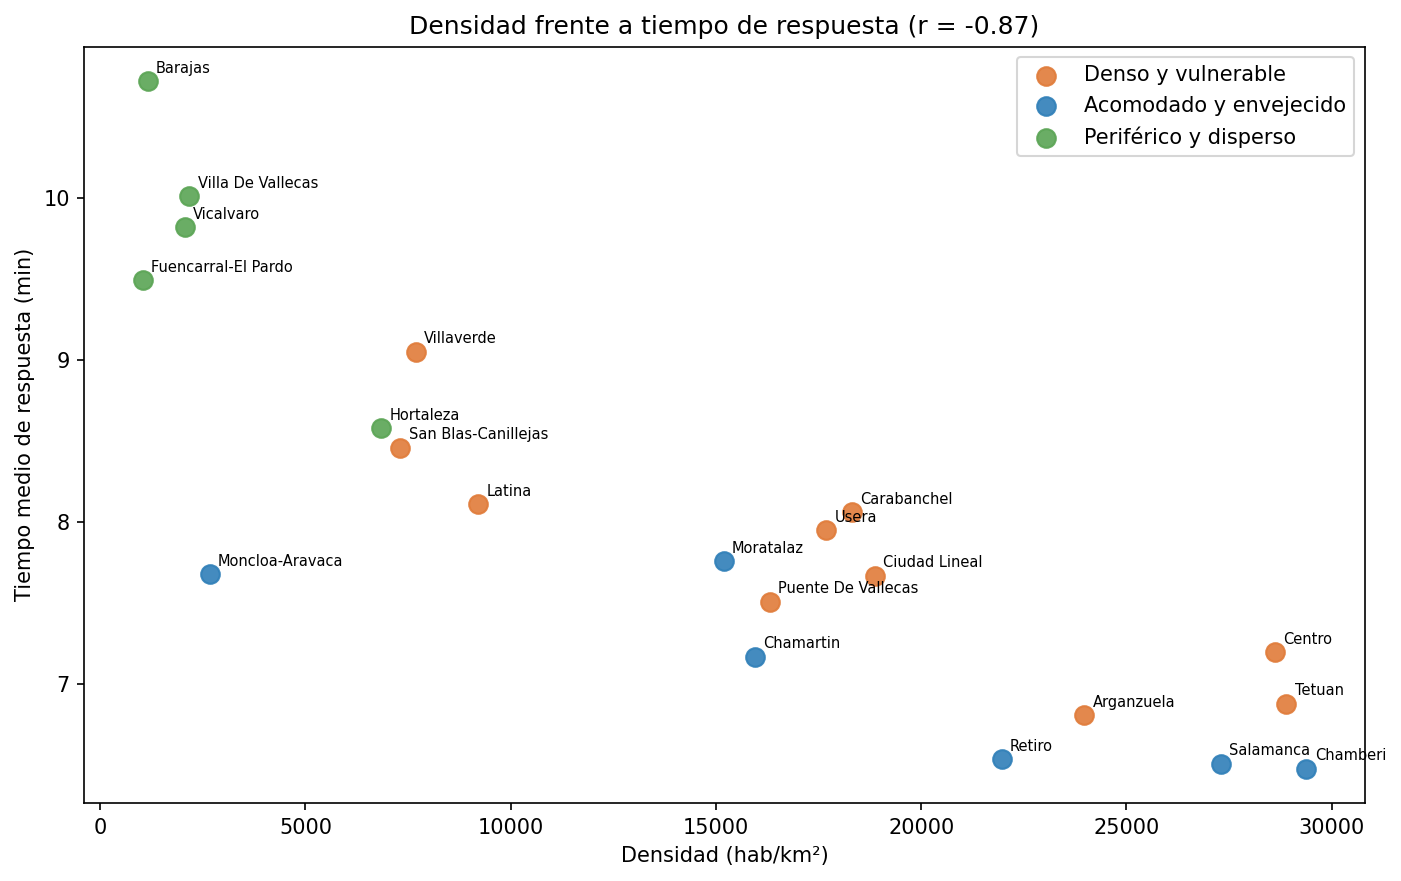 Densidad frente a tiempo de respuesta (r = -0.87)
Denso y vulnerable
Acomodado y envejecido
Periférico y disperso
Barajas
Villa De Vallecas
Vicalvaro
Fuencarral-El Pardo
Villaverde
Hortaleza
San Blas-Canillejas
Latina
Carabanchel
Usera
Moratalaz
Moncloa-Aravaca
Ciudad Lineal
Puente De Vallecas
Chamartin
Centro
Tetuan
Arganzuela
Retiro
Salamanca
Chamberi
Tiempo medio de respuesta (min)
10
9
8
7
0
5000
10000
15000
20000
25000
30000
Densidad (hab/km²)